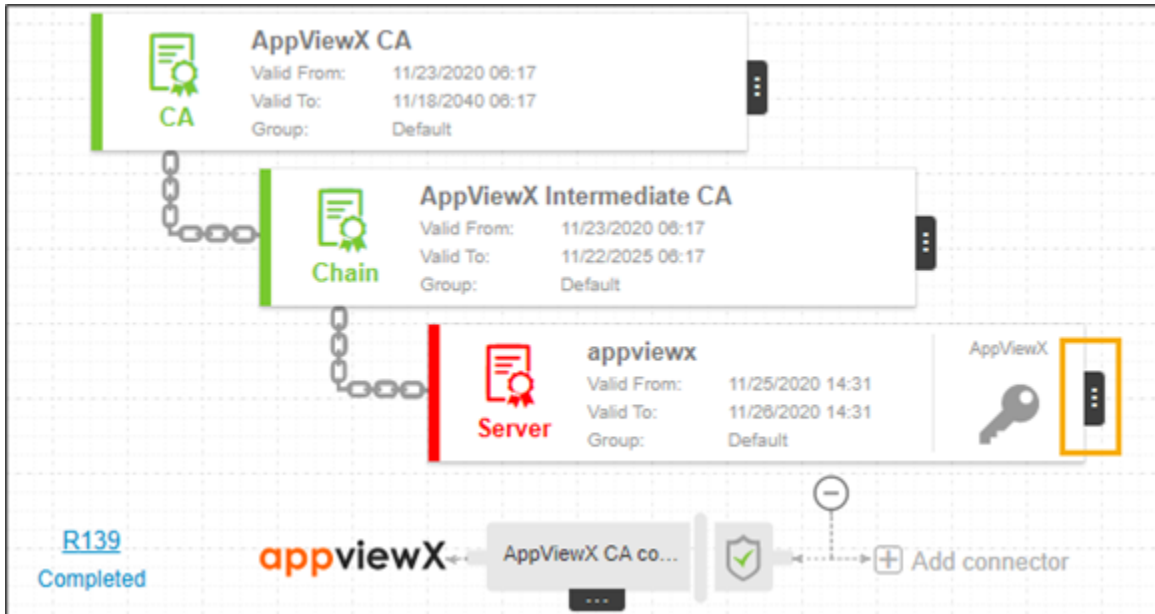 AppViewX CA
Valid From: 11/23/2020 06:17
Valid To: 11/18/2040 06:17
Group: Default
CA
AppViewX Intermediate CA
Valid From: 11/23/2020 06:17
Valid To: 11/22/2025 06:17
Group: Default
Chain
appviewx
Valid From: 11/25/2020 14:31
Valid To: 11/26/2020 14:31
Group: Default
Server
AppViewX
R139
Completed
appviewX
AppViewX CA co...
Add connector